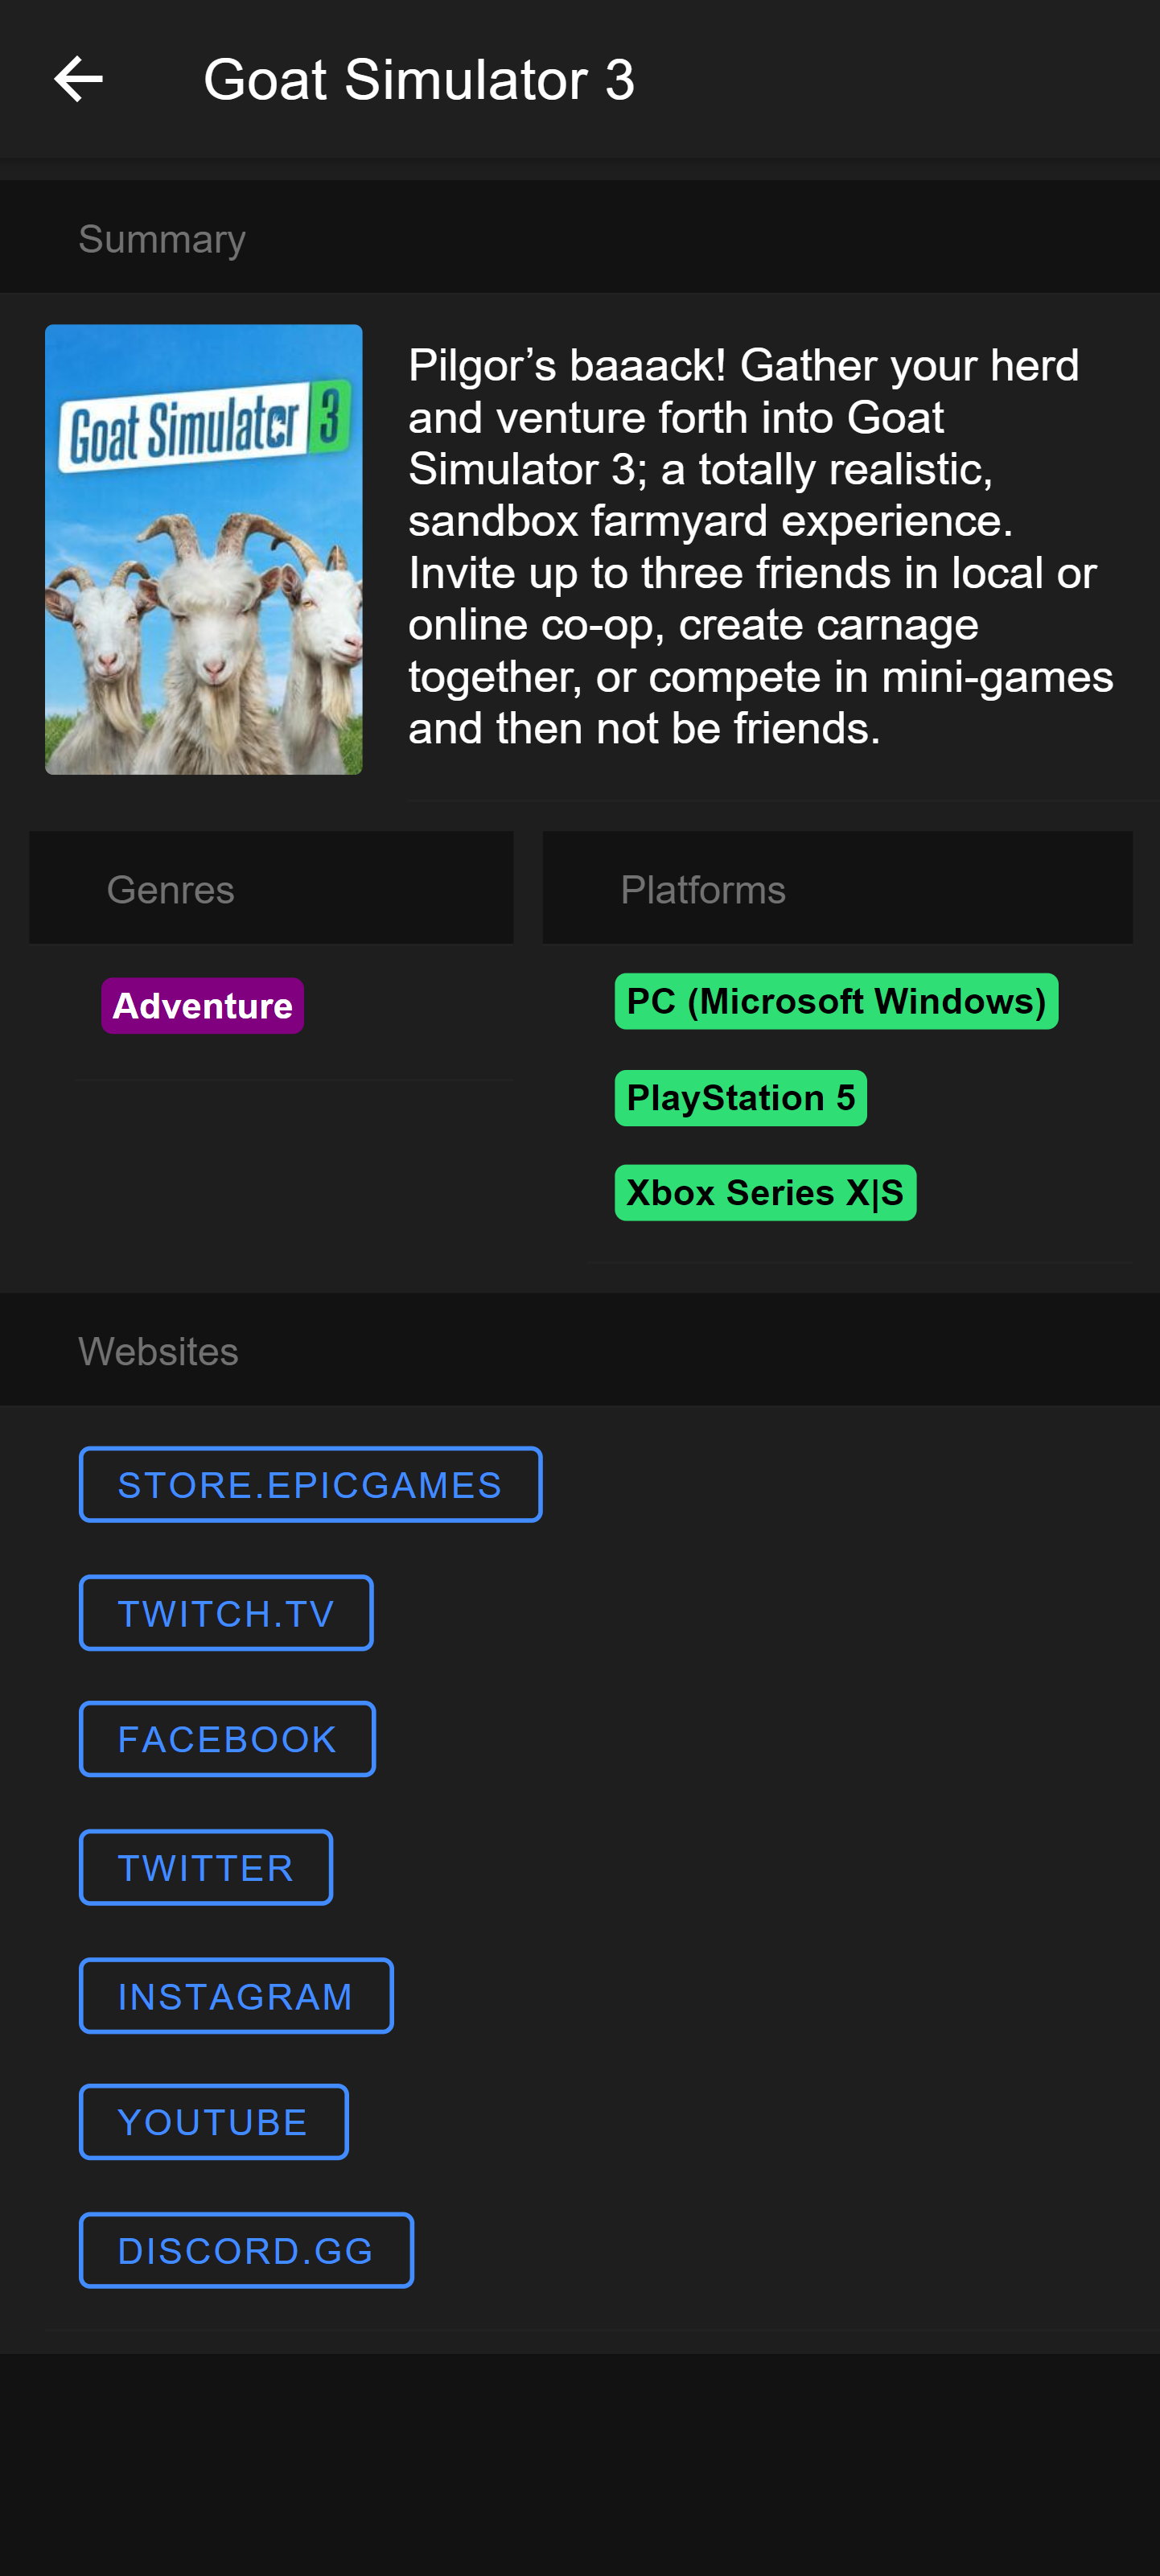 Goat Simulator 3
Summary
Goat Simulator 3
Pilgor’s baaack! Gather your herd
and venture forth into Goat
Simulator 3; a totally realistic,
sandbox farmyard experience.
Invite up to three friends in local or
online co-op, create carnage
together, or compete in mini-games
and then not be friends.
Genres
Adventure
Platforms
PC (Microsoft Windows)
PlayStation 5
Xbox Series X|S
Websites
STORE.EPICGAMES
TWITCH.TV
FACEBOOK
TWITTER
INSTAGRAM
YOUTUBE
DISCORD.GG